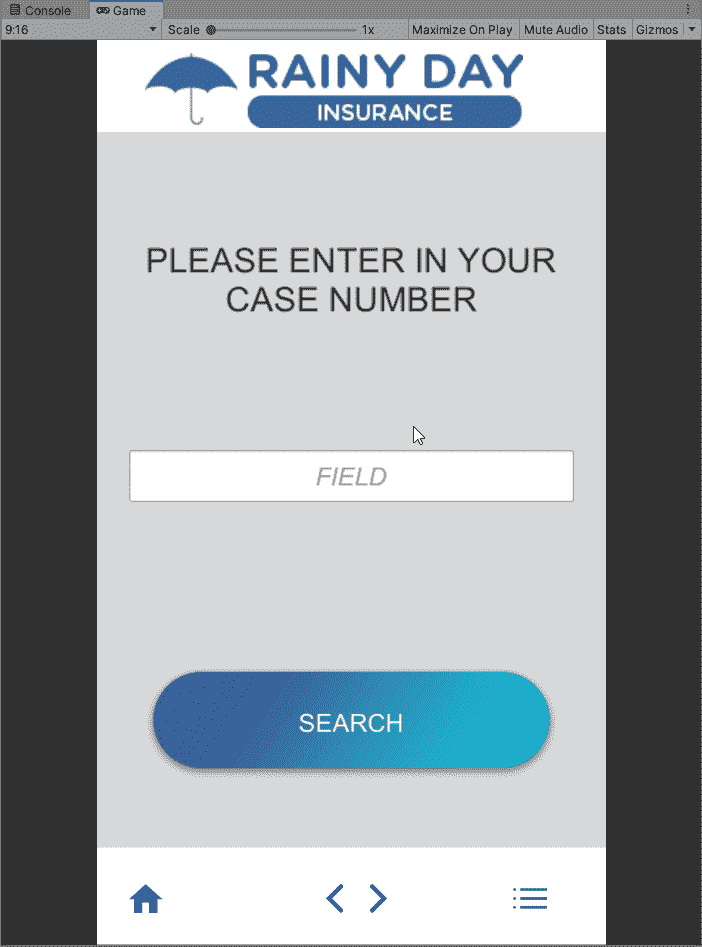 Console Game
9:16 Scale 1x Maximize On Play Mute Audio Stats Gizmos
RAINY DAY
INSURANCE
PLEASE ENTER IN YOUR
CASE NUMBER
FIELD
SEARCH